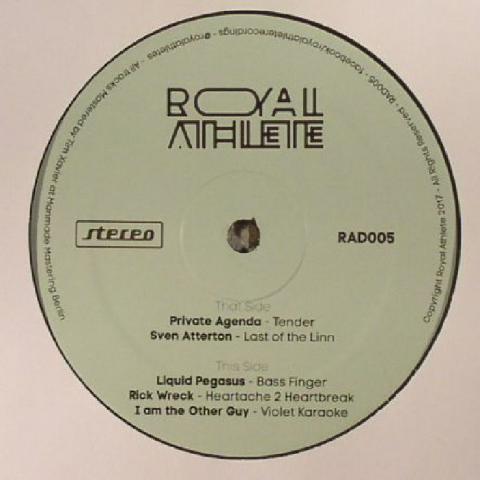 ROYAL
ATHLETE
stereo
RAD005
That Side
Private Agenda - Tender
Sven Atterton - Last of the Linn
This Side
Liquid Pegasus - Bass Finger
Rick Wreck - Heartache 2 Heartbreak
I am the Other Guy - Violet Karaoke
All tracks Mastered by Tim Xavier at Manmade Mastering Berlin
Copyright Royal Athlete 2017 - All Rights Reserved - RAD005 - facebook/royalathleterecordings - @royalathletes -